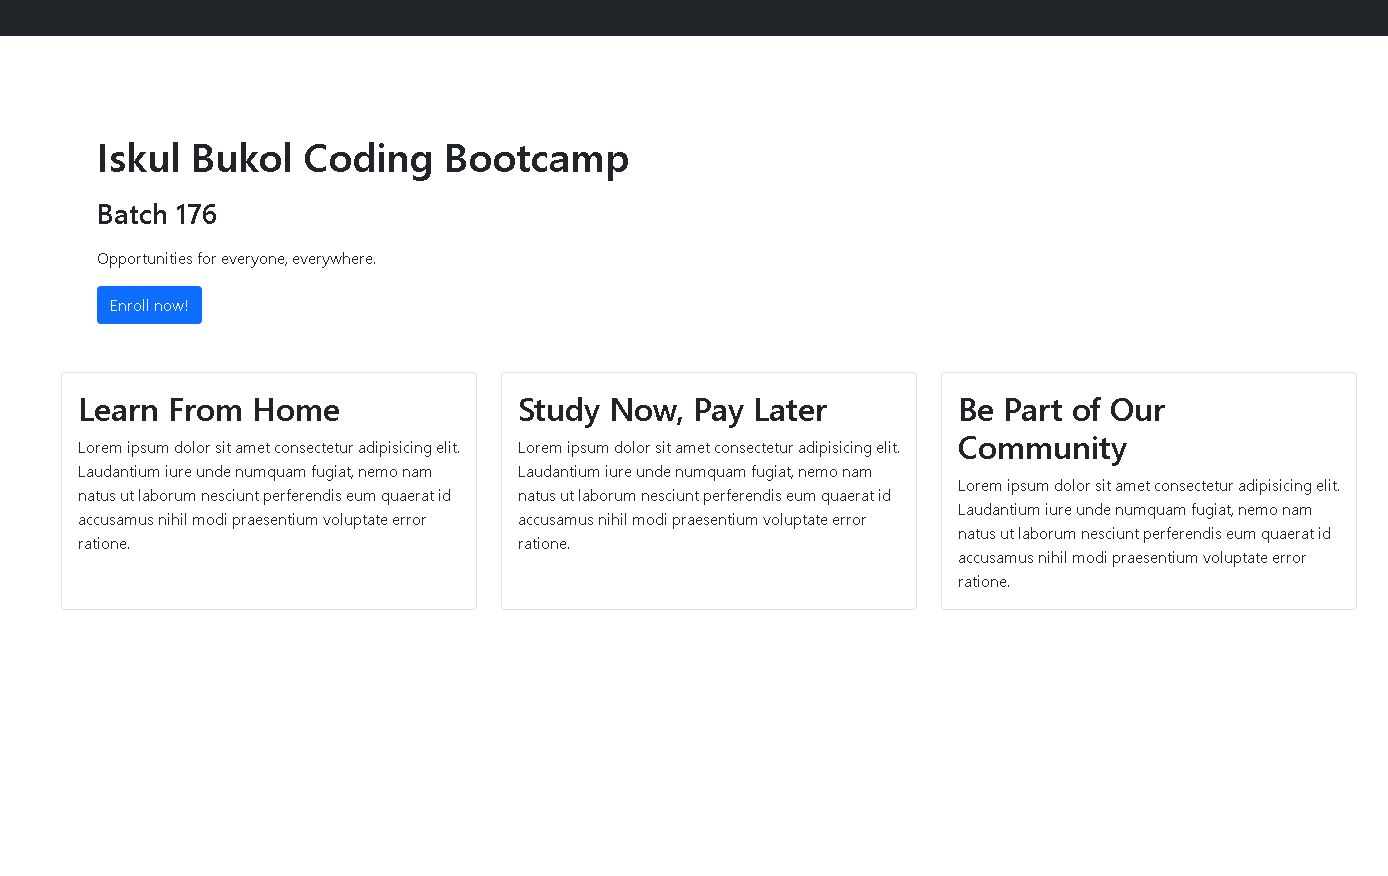 Iskul Bukol Coding Bootcamp
Batch 176
Opportunities for everyone, everywhere.
Enroll now!
Learn From Home
Lorem ipsum dolor sit amet consectetur adipisicing elit.
Laudantium iure unde numquam fugiat, nemo nam
natus ut laborum nesciunt perferendis eum quaerat id
accusamus nihil modi praesentium voluptate error
ratione.
Study Now, Pay Later
Lorem ipsum dolor sit amet consectetur adipisicing elit.
Laudantium iure unde numquam fugiat, nemo nam
natus ut laborum nesciunt perferendis eum quaerat id
accusamus nihil modi praesentium voluptate error
ratione.
Be Part of Our
Community
Lorem ipsum dolor sit amet consectetur adipisicing elit.
Laudantium iure unde numquam fugiat, nemo nam
natus ut laborum nesciunt perferendis eum quaerat id
accusamus nihil modi praesentium voluptate error
ratione.